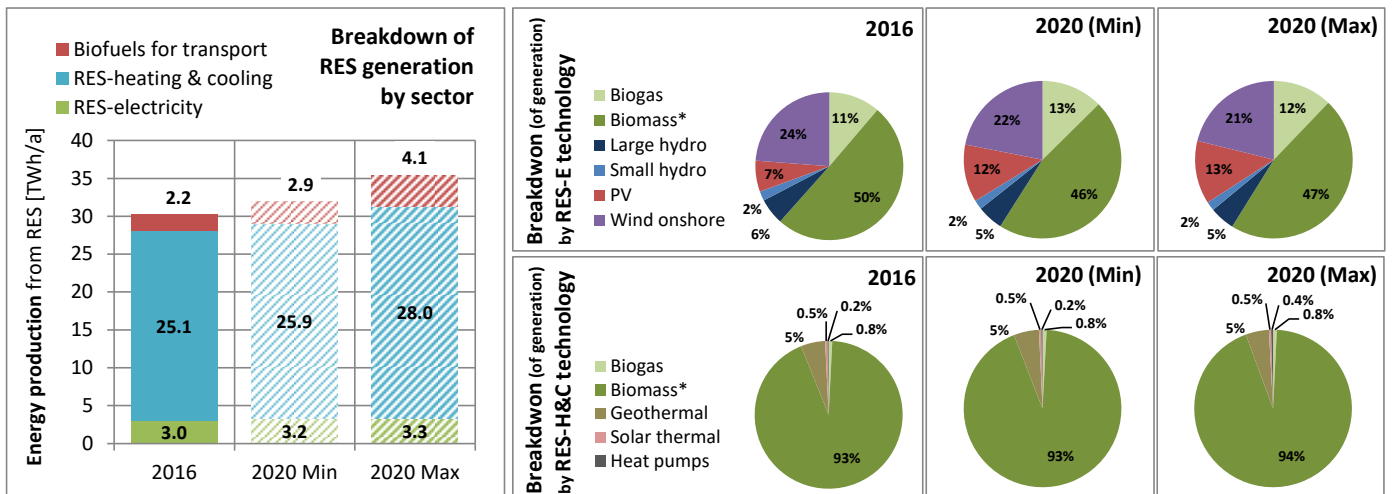 Biofuels for transport
RES-heating & cooling
RES-electricity
Breakdown of
RES generation
by sector
Energy production from RES [TWh/a]
40
35
30
25
20
15
10
5
0
2.2
25.1
3.0
2.9
25.9
3.2
4.1
28.0
3.3
2016
2020 Min
2020 Max
Breakdwon (of generation)
by RES-E technology
Biogas
Biomass*
Large hydro
Small hydro
PV
Wind onshore
2016
11%
50%
6%
2%
7%
24%
2020 (Min)
13%
46%
5%
2%
12%
22%
2020 (Max)
12%
47%
5%
2%
13%
21%
Breakdwon (of generation)
by RES-H&C technology
Biogas
Biomass*
Geothermal
Solar thermal
Heat pumps
2016
0.5%
0.2%
0.8%
5%
93%
2020 (Min)
0.5%
0.2%
0.8%
5%
93%
2020 (Max)
0.5%
0.4%
0.8%
5%
94%